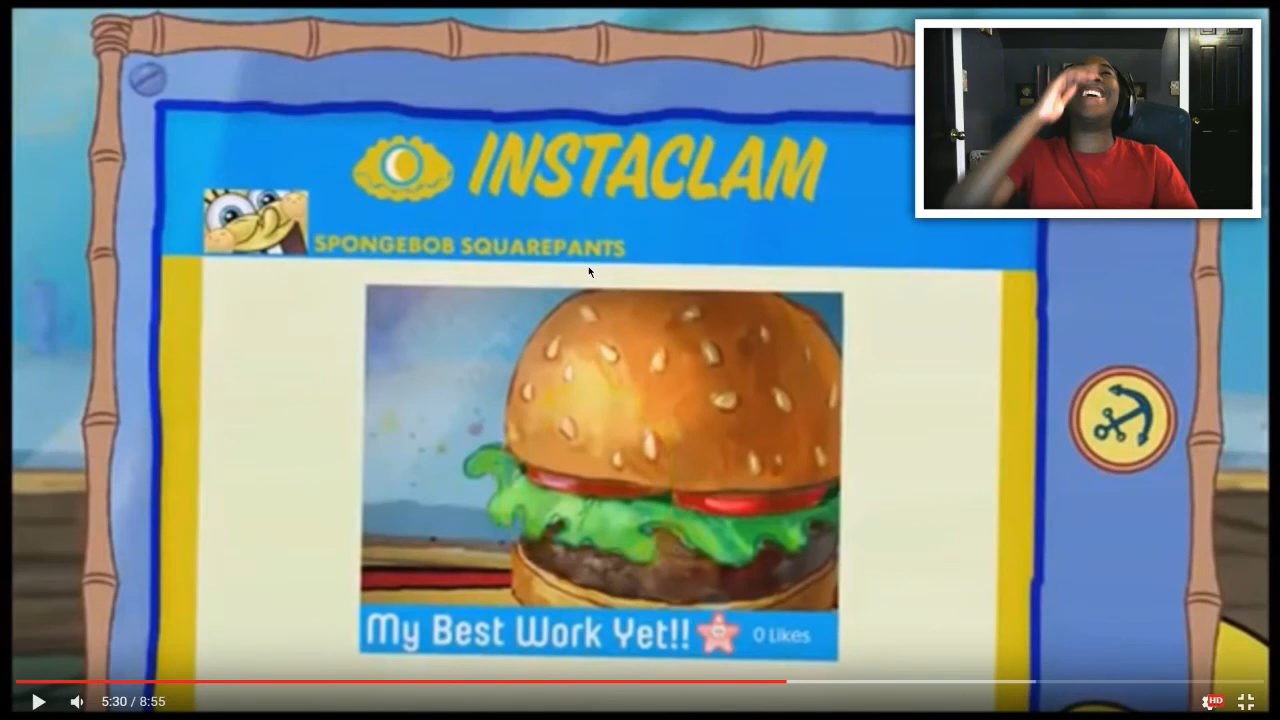 INSTACLAM
SPONGEBOB SQUAREPANTS
My Best Work Yet!! 0 Likes
5:30 / 8:55 HD